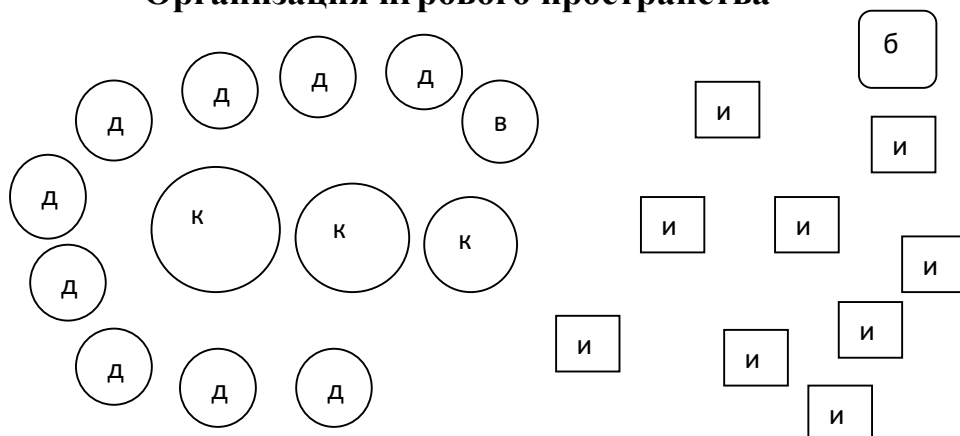 Организация игрового пространства
б
д д д д
и
д в
и
д
к к к
и и
д
и
и и и
д д д
и